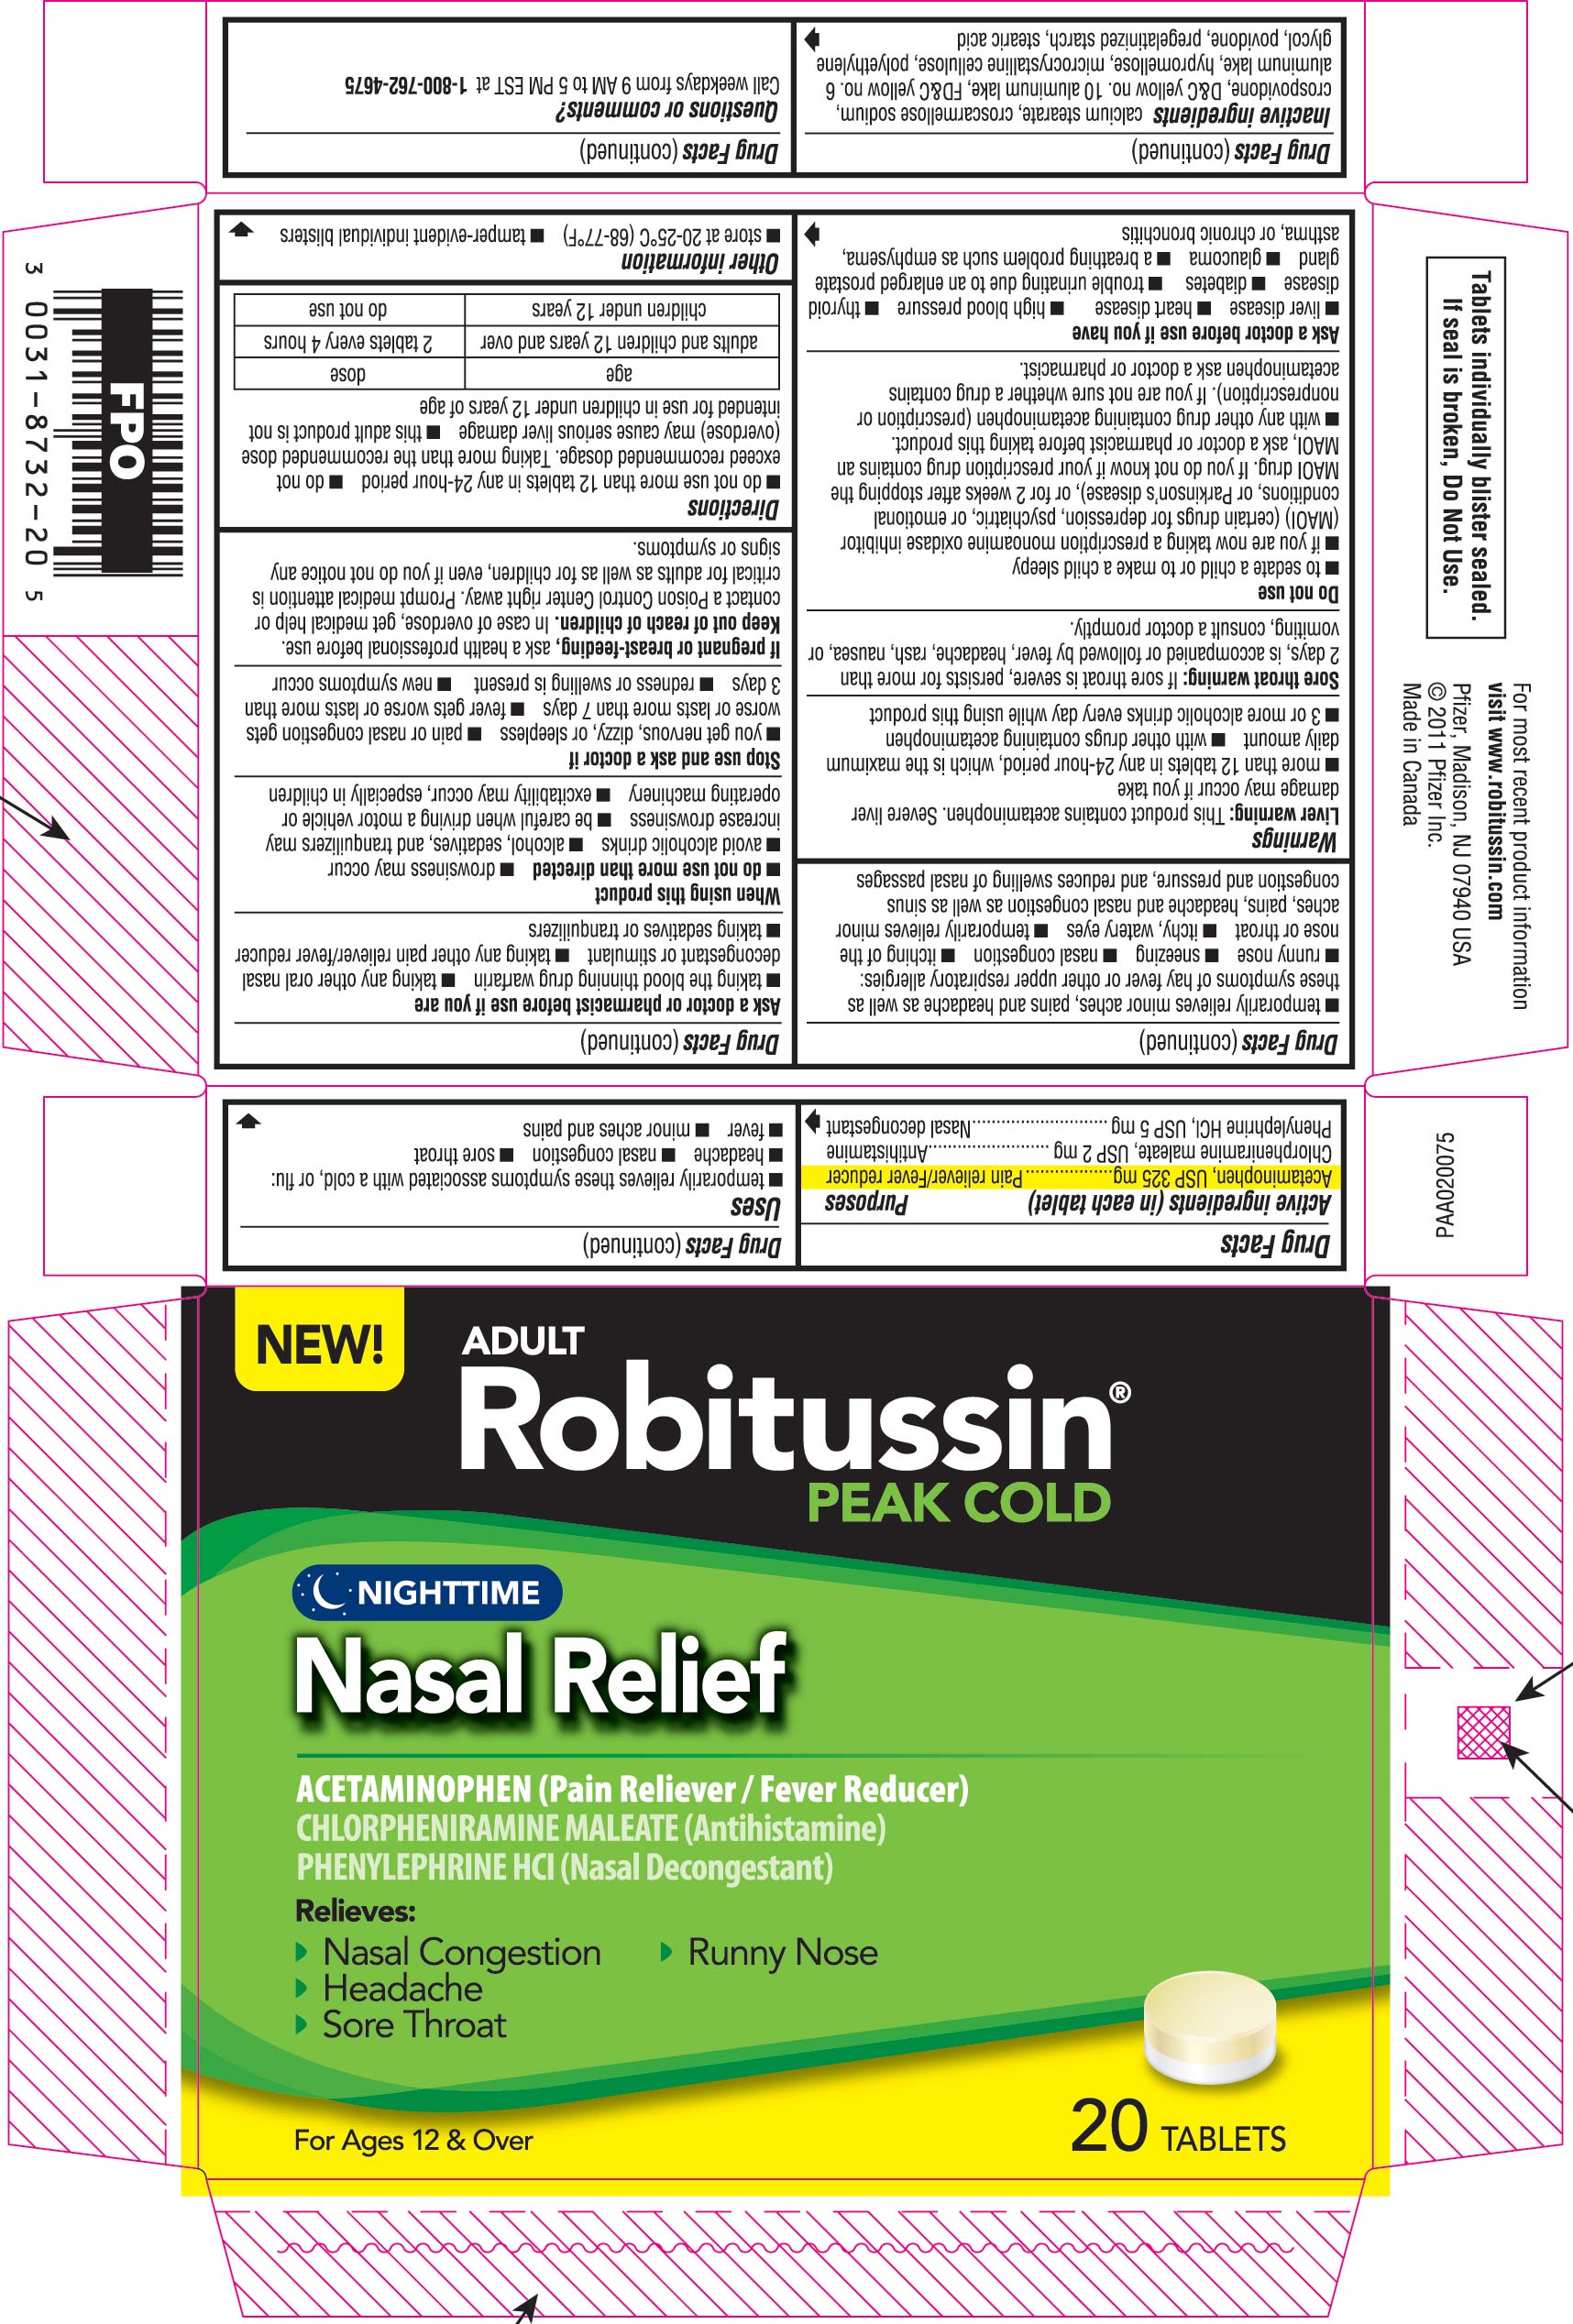 NEW!
ADULT
Robitussin®
PEAK COLD
NIGHTTIME
Nasal Relief
ACETAMINOPHEN (Pain Reliever / Fever Reducer)
CHLORPHENIRAMINE MALEATE (Antihistamine)
PHENYLEPHRINE HCl (Nasal Decongestant)
Relieves:
Nasal Congestion
Headache
Sore Throat
Runny Nose
For Ages 12 & Over
20 TABLETS
Drug Facts
Active ingredients (in each tablet) Purposes
Acetaminophen, USP 325 mg....................Pain reliever/Fever reducer
Chlorpheniramine maleate, USP 2 mg ............................Antihistamine
Phenylephrine HCl, USP 5 mg ............................Nasal decongestant
Drug Facts (continued)
Uses
■ temporarily relieves these symptoms associated with a cold, or flu:
■ headache ■ nasal congestion ■ sore throat
■ fever ■ minor aches and pains
Drug Facts (continued)
■ temporarily relieves minor aches, pains and headache as well as
these symptoms of hay fever or other upper respiratory allergies:
■ runny nose ■ sneezing ■ nasal congestion ■ itching of the
nose or throat ■ itchy, watery eyes ■ temporarily relieves minor
aches, pains, headache and nasal congestion as well as sinus
congestion and pressure, and reduces swelling of nasal passages
Warnings
Liver warning: This product contains acetaminophen. Severe liver
damage may occur if you take
■ more than 12 tablets in any 24-hour period, which is the maximum
daily amount ■ with other drugs containing acetaminophen
■ 3 or more alcoholic drinks every day while using this product
Sore throat warning: If sore throat is severe, persists for more than
2 days, is accompanied or followed by fever, headache, rash, nausea, or
vomiting, consult a doctor promptly.
Do not use
■ to sedate a child or to make a child sleepy
■ if you are now taking a prescription monoamine oxidase inhibitor
(MAOI) (certain drugs for depression, psychiatric, or emotional
conditions, or Parkinson's disease), or for 2 weeks after stopping the
MAOI drug. If you do not know if your prescription drug contains an
MAOI, ask a doctor or pharmacist before taking this product.
■ with any other drug containing acetaminophen (prescription or
nonprescription). If you are not sure whether a drug contains
acetaminophen ask a doctor or pharmacist.
Ask a doctor before use if you have
■ liver disease ■ heart disease ■ high blood pressure ■ thyroid
disease ■ diabetes ■ trouble urinating due to an enlarged prostate
gland ■ glaucoma ■ a breathing problem such as emphysema,
asthma, or chronic bronchitis
Drug Facts (continued)
Ask a doctor or pharmacist before use if you are
■ taking the blood thinning drug warfarin ■ taking any other oral nasal
decongestant or stimulant ■ taking any other pain reliever/fever reducer
■ taking sedatives or tranquilizers
When using this product
■ do not use more than directed ■ drowsiness may occur
■ avoid alcoholic drinks ■ alcohol, sedatives, and tranquilizers may
increase drowsiness ■ be careful when driving a motor vehicle or
operating machinery ■ excitability may occur, especially in children
Stop use and ask a doctor if
■ you get nervous, dizzy, or sleepless ■ pain or nasal congestion gets
worse or lasts more than 7 days ■ fever gets worse or lasts more than
3 days ■ redness or swelling is present ■ new symptoms occur
If pregnant or breast-feeding, ask a health professional before use.
Keep out of reach of children. In case of overdose, get medical help or
contact a Poison Control Center right away. Prompt medical attention is
critical for adults as well as for children, even if you do not notice any
signs or symptoms.
Directions
■ do not use more than 12 tablets in any 24-hour period ■ do not
exceed recommended dosage. Taking more than the recommended dose
(overdose) may cause serious liver damage ■ this adult product is not
intended for use in children under 12 years of age
age dose
adults and children 12 years and over 2 tablets every 4 hours
children under 12 years do not use
Other information
■ store at 20-25°C (68-77°F) ■ tamper-evident individual blisters
Drug Facts (continued)
Inactive ingredients calcium stearate, croscarmellose sodium,
crospovidone, D&C yellow no. 10 aluminum lake, FD&C yellow no. 6
aluminum lake, hypromellose, microcrystalline cellulose, polyethylene
glycol, povidone, pregelatinized starch, stearic acid
Drug Facts (continued)
Questions or comments?
Call weekdays from 9 AM to 5 PM EST at 1-800-762-4675
Tablets individually blister sealed.
If seal is broken, Do Not Use.
For most recent product information
visit www.robitussin.com
Pfizer, Madison, NJ 07940 USA
© 2011 Pfizer Inc.
Made in Canada
PAA020075
FPO
3 0031-8732-20 5